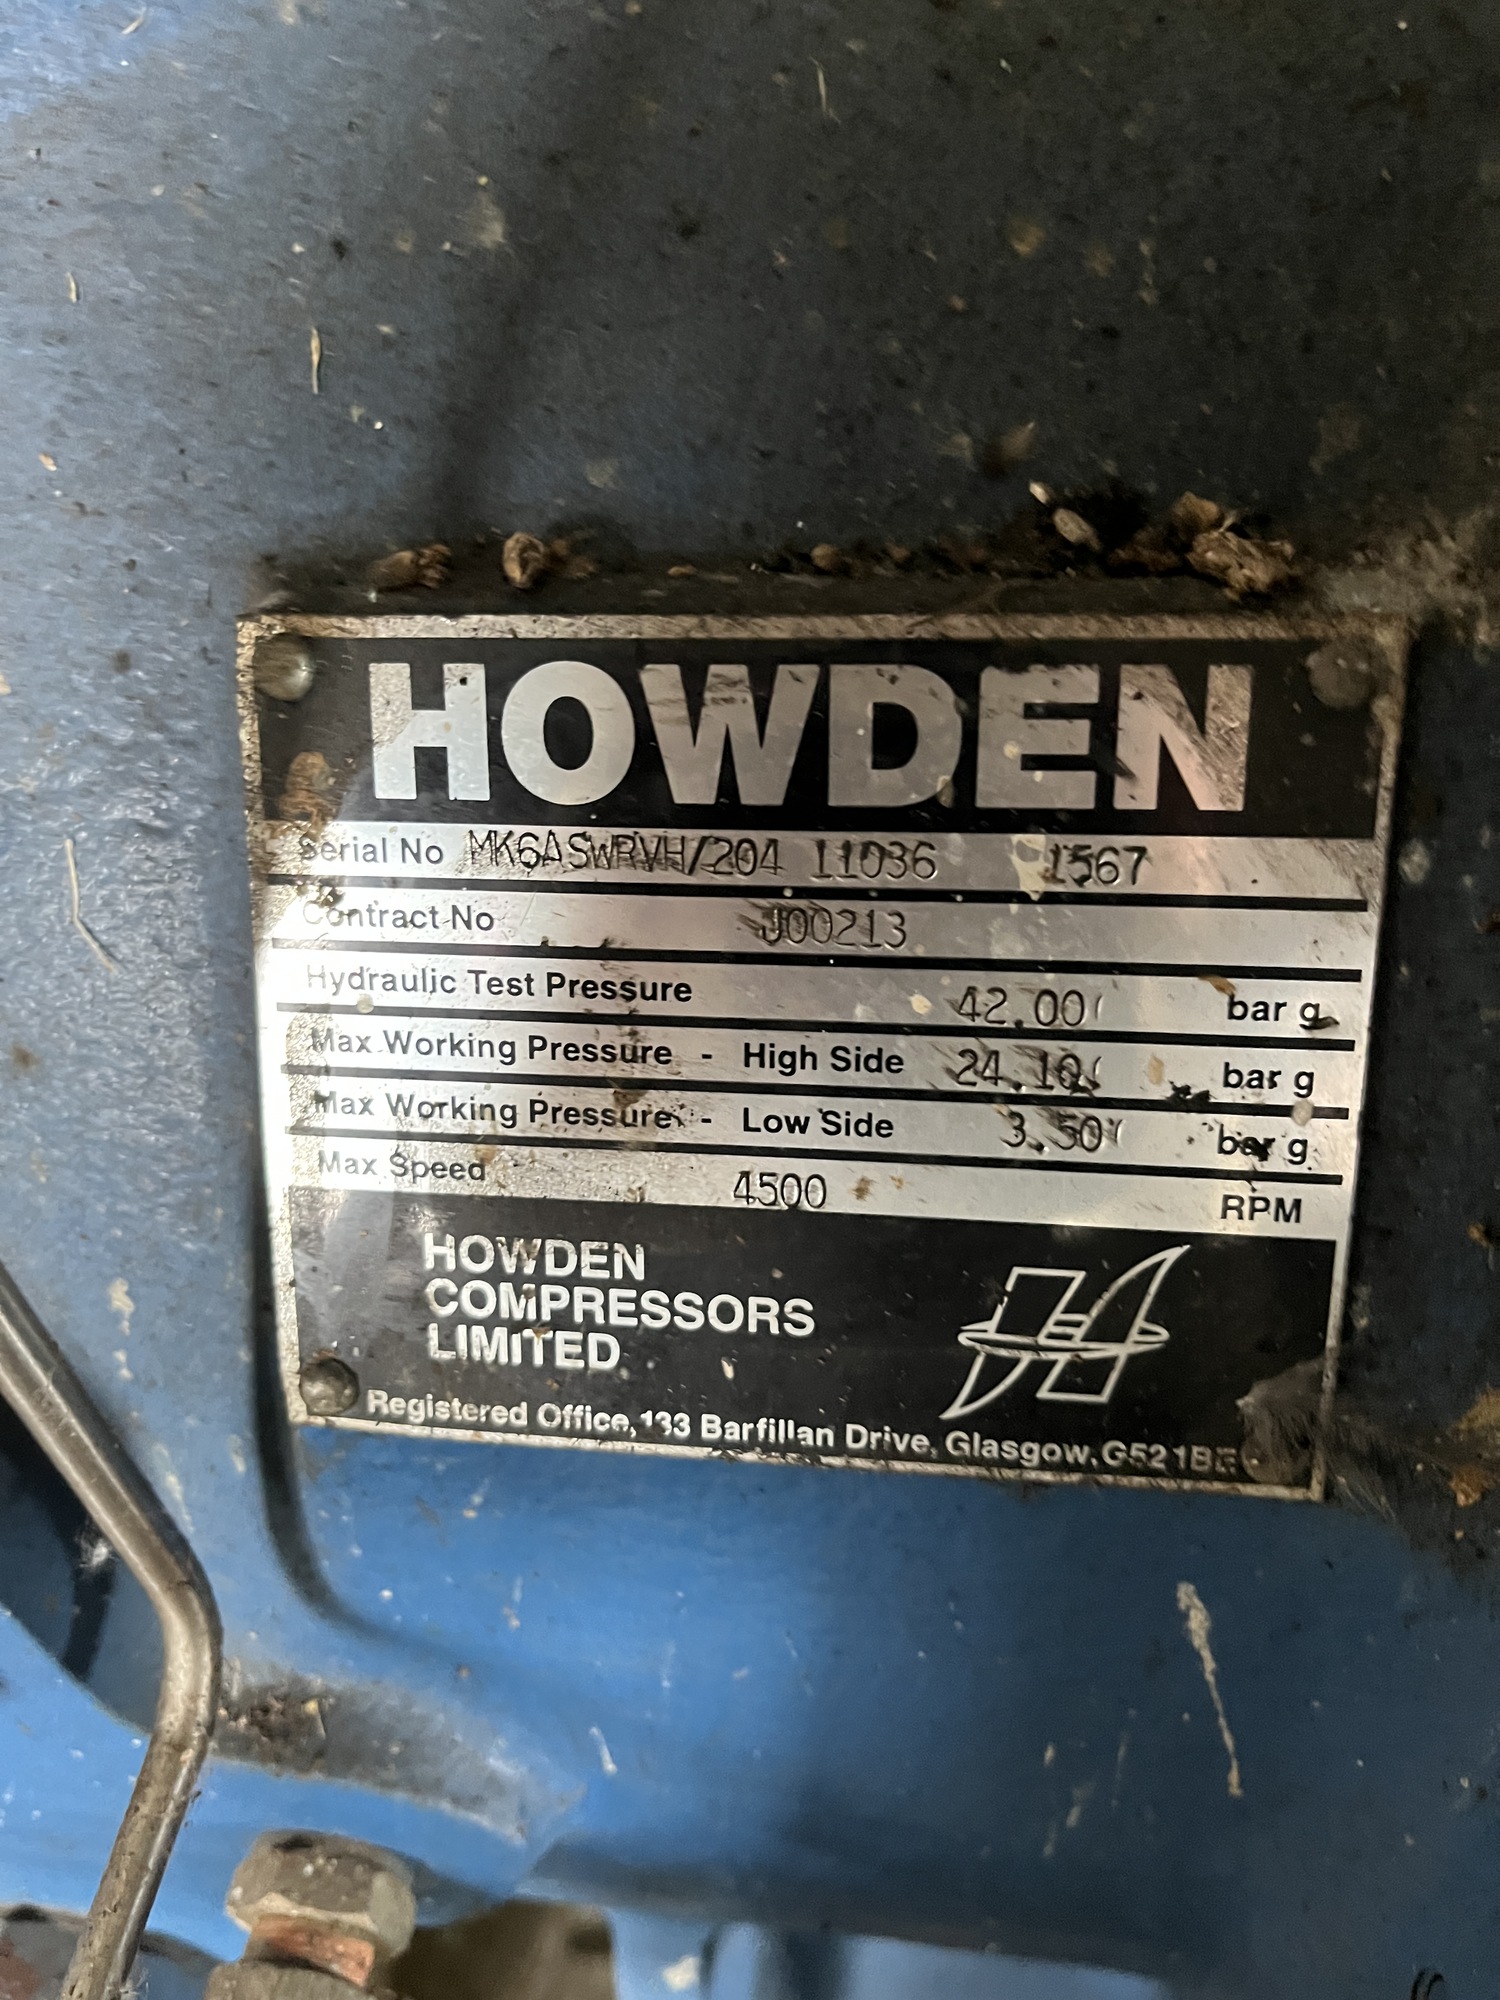 HOWDEN
Serial No MK6ASWRVH/204 11036 1567
Contract No J00213
Hydraulic Test Pressure 42.00 bar g
Max Working Pressure - High Side 24.10 bar g
Max Working Pressure - Low Side 3.50 bar g
Max Speed 4500 RPM
HOWDEN
COMPRESSORS
LIMITED
Registered Office, 133 Barfillan Drive, Glasgow, G52 1BE